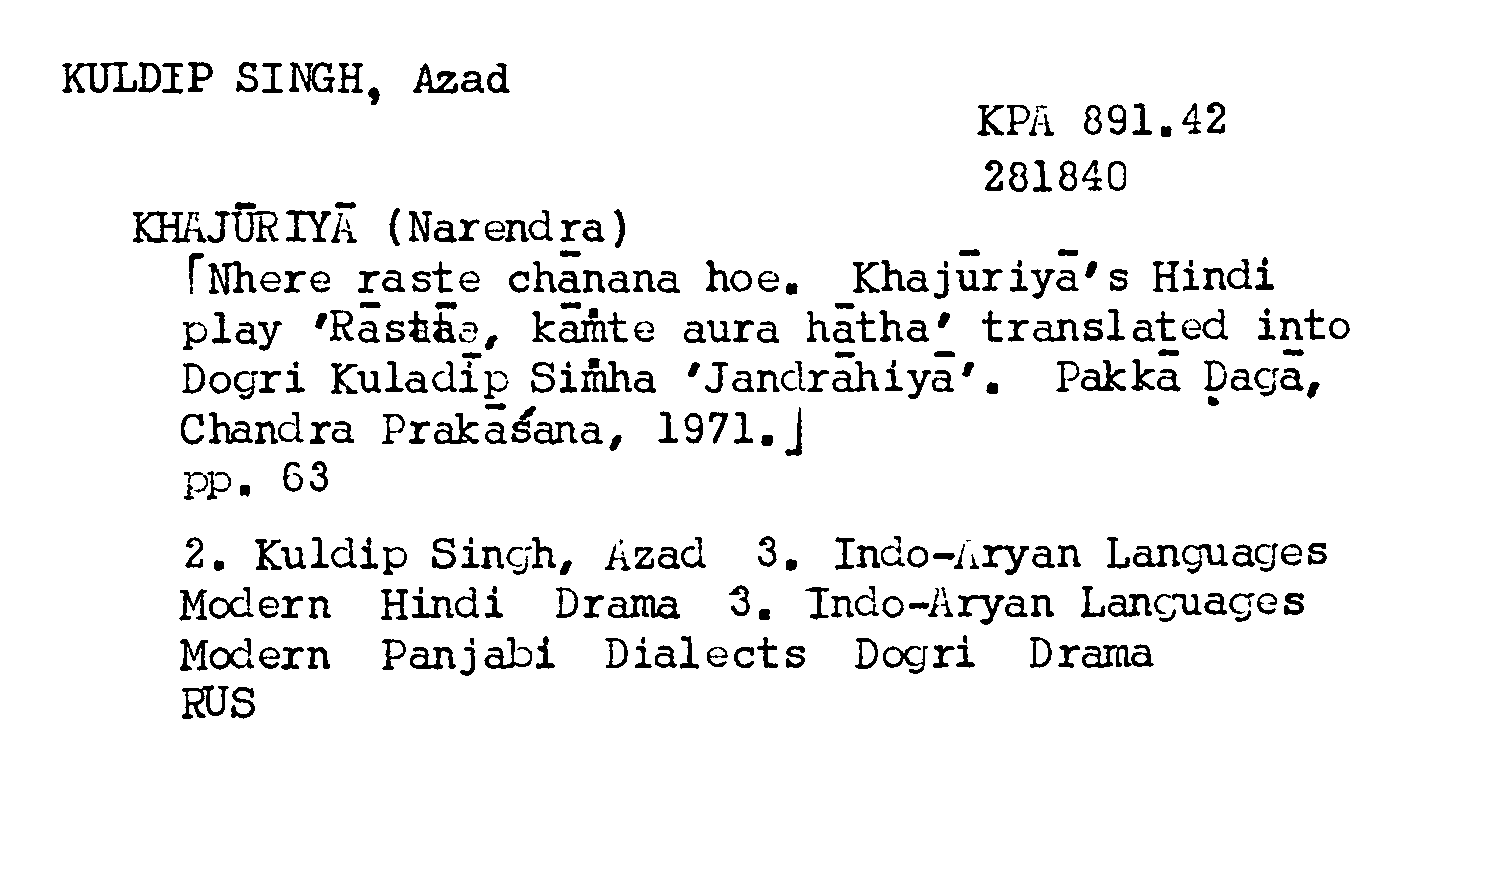 KULDIP SINGH, Azad
KPA 891.42
281840
KHAJŪRIYĀ (Narendra)
⌈Nhere raste chānana hoe. Khajūriyā's Hindi
play 'Rāstāe, kāṁte aura hātha' translated into
Dogri Kuladīp Siṁha 'Jandrāhiyā'. Pakkā Ḍagā,
Chandra Prakāśana, 1971.⌋
pp. 63
2. Kuldip Singh, Azad 3. Indo-Aryan Languages
Modern Hindi Drama 3. Indo-Aryan Languages
Modern Panjabi Dialects Dogri Drama
RUS